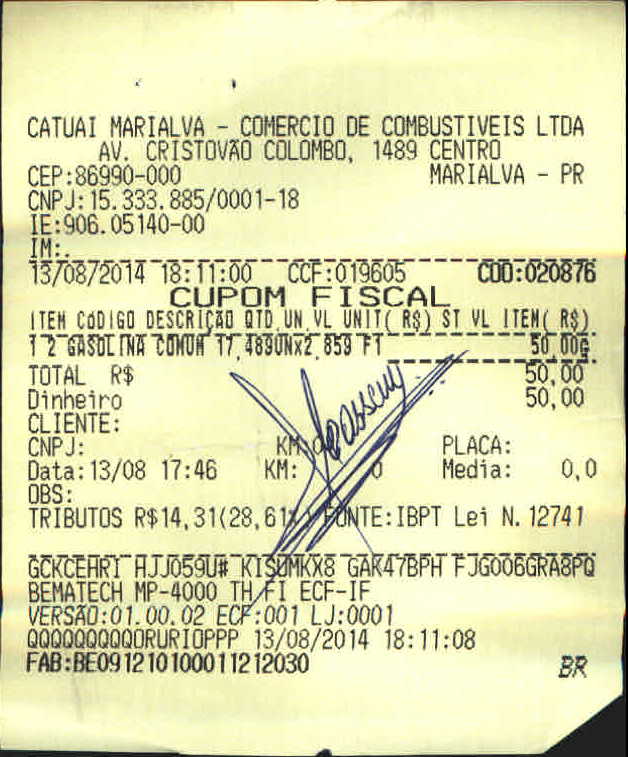 CATUAI MARIALVA - COMERCIO DE COMBUSTIVEIS LTDA
AV. CRISTOVÃO COLOMBO, 1489 CENTRO
CEP:86990-000 MARIALVA - PR
CNPJ:15.333.885/0001-18
IE:906.05140-00
IM:.
13/08/2014 18:11:00 CCF:019605 COO:020876
CUPOM FISCAL
ITEM CÓDIGO DESCRIÇÃO QTD.UN.VL UNIT( R$) ST VL ITEM( R$)
1 2 GASOLINA COMUM 17,489UNx2,859 F1 50,00G
TOTAL R$ 50,00
Dinheiro 50,00
CLIENTE:
CNPJ: KM: PLACA:
Data:13/08 17:46 KM: 0 Media: 0,0
OBS:
TRIBUTOS R$14,31(28,61%) FONTE:IBPT Lei N.12741
GCKCEHRI HJJ059U# KISUMKX8 GAK47BPH FJG006GRA8PQ
BEMATECH MP-4000 TH FI ECF-IF
VERSÃO:01.00.02 ECF:001 LJ:0001
QQQQQQQQQORURIOPPP 13/08/2014 18:11:08
FAB:BE091210100011212030 BR